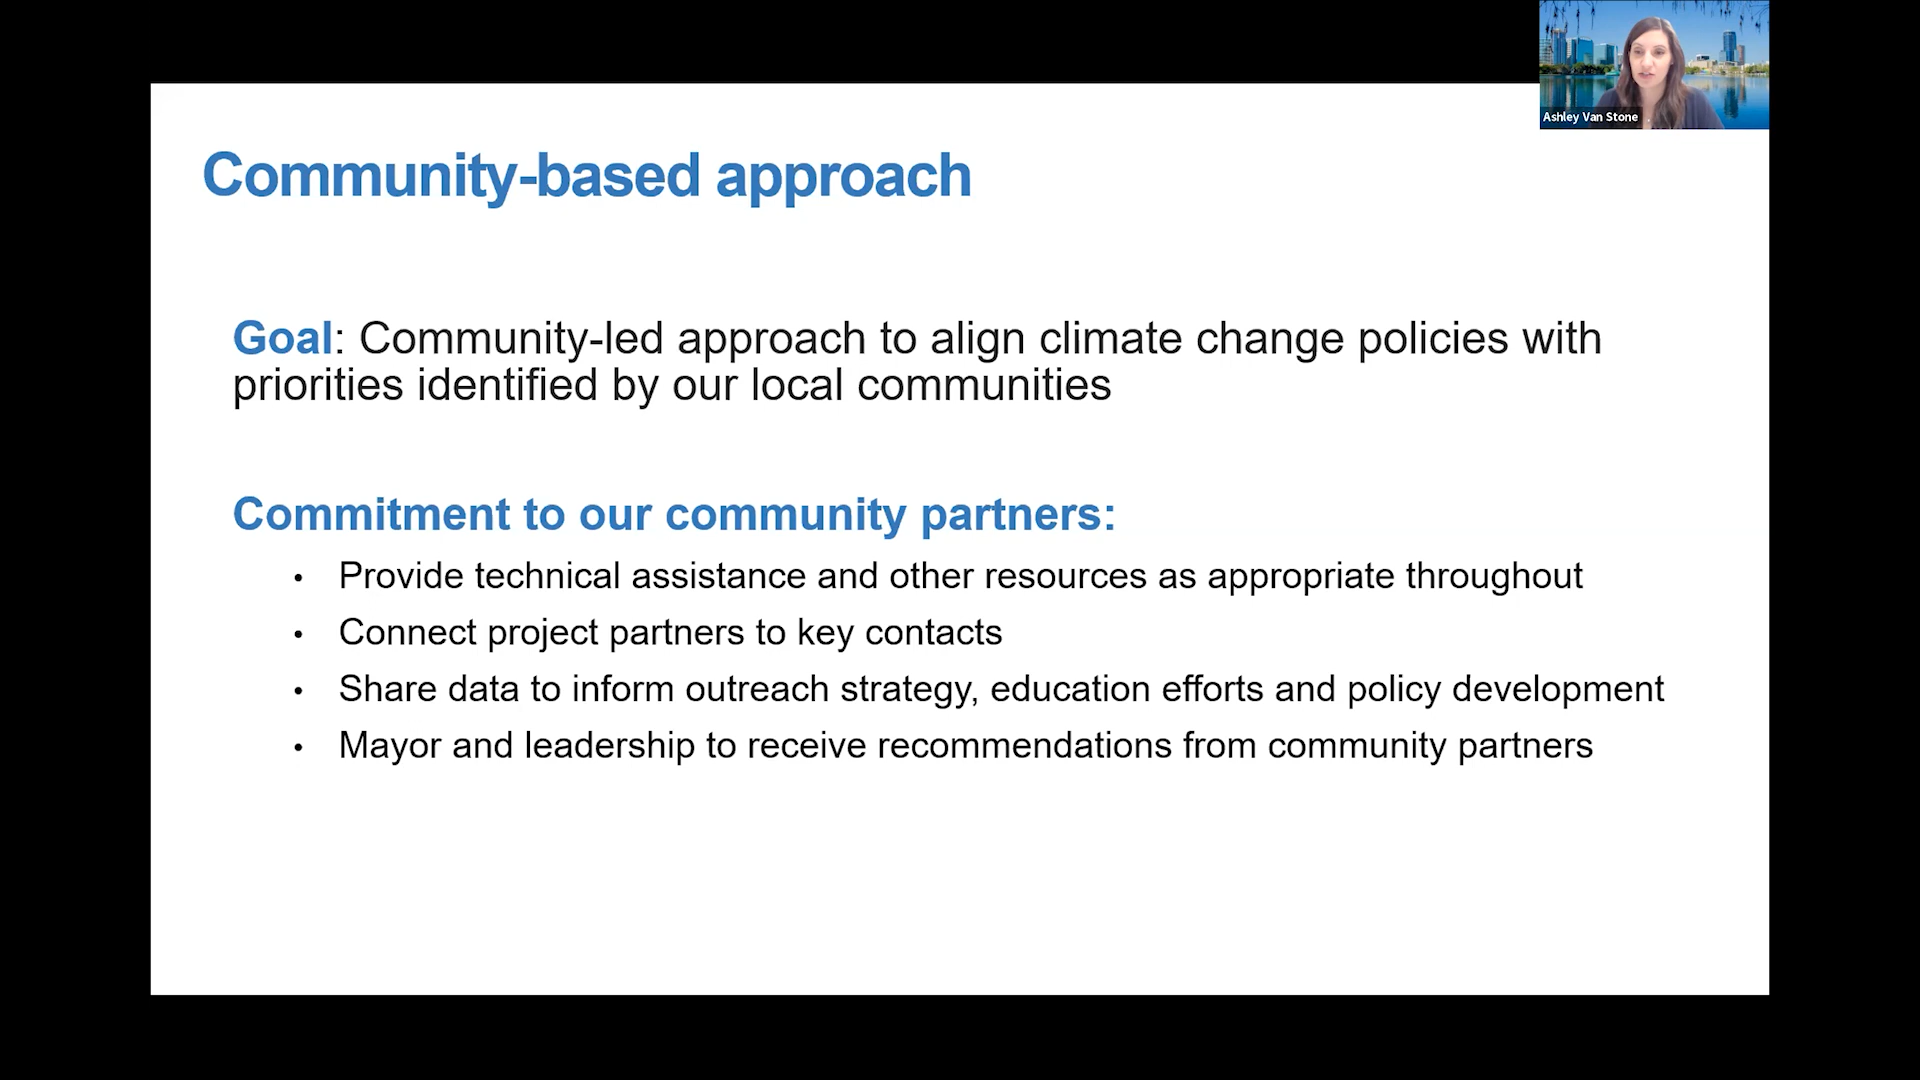 Ashley Van Stone
Community-based approach
Goal: Community-led approach to align climate change policies with
priorities identified by our local communities
Commitment to our community partners:
• Provide technical assistance and other resources as appropriate throughout
• Connect project partners to key contacts
• Share data to inform outreach strategy, education efforts and policy development
• Mayor and leadership to receive recommendations from community partners